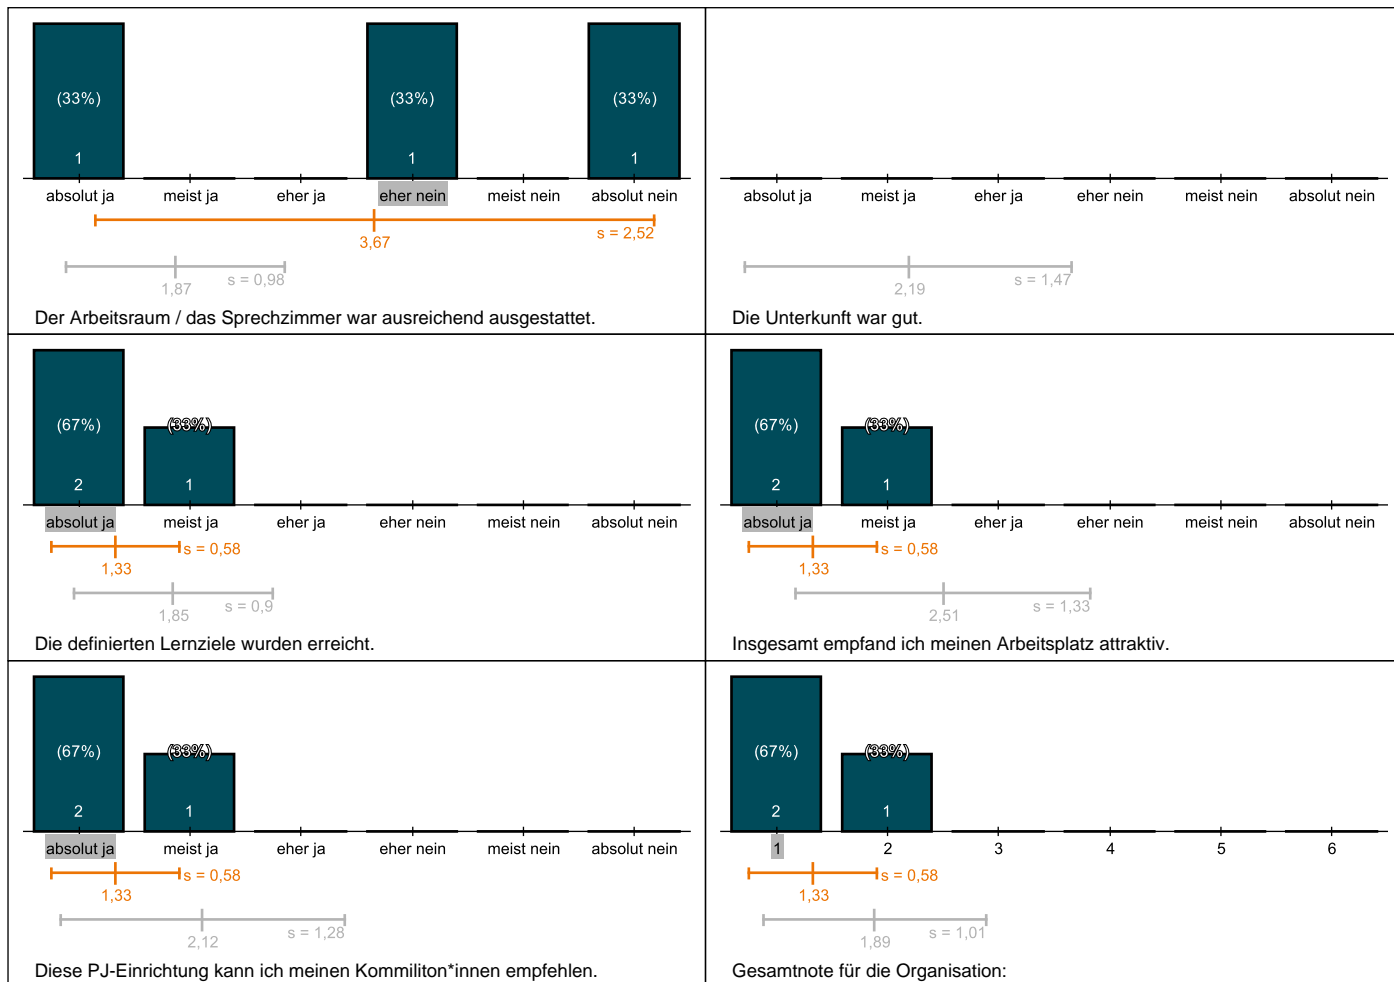 (33%) (33%) (33%)
1 1 1
absolut ja meist ja eher ja eher nein meist nein absolut nein
s = 2,52
3,67
s = 0,98
1,87
Der Arbeitsraum / das Sprechzimmer war ausreichend ausgestattet.
absolut ja meist ja eher ja eher nein meist nein absolut nein
s = 1,47
2,19
Die Unterkunft war gut.
(67%) (33%)
2 1
absolut ja meist ja eher ja eher nein meist nein absolut nein
s = 0,58
1,33
s = 0,9
1,85
Die definierten Lernziele wurden erreicht.
(67%) (33%)
2 1
absolut ja meist ja eher ja eher nein meist nein absolut nein
s = 0,58
1,33
s = 1,33
2,51
Insgesamt empfand ich meinen Arbeitsplatz attraktiv.
(67%) (33%)
2 1
absolut ja meist ja eher ja eher nein meist nein absolut nein
s = 0,58
1,33
s = 1,28
2,12
Diese PJ-Einrichtung kann ich meinen Kommiliton*innen empfehlen.
(67%) (33%)
2 1
1 2 3 4 5 6
s = 0,58
1,33
s = 1,01
1,89
Gesamtnote für die Organisation: